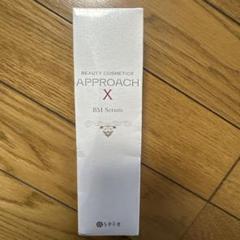 BEAUTY COSMETICS
APPROACH
X
BM Serum